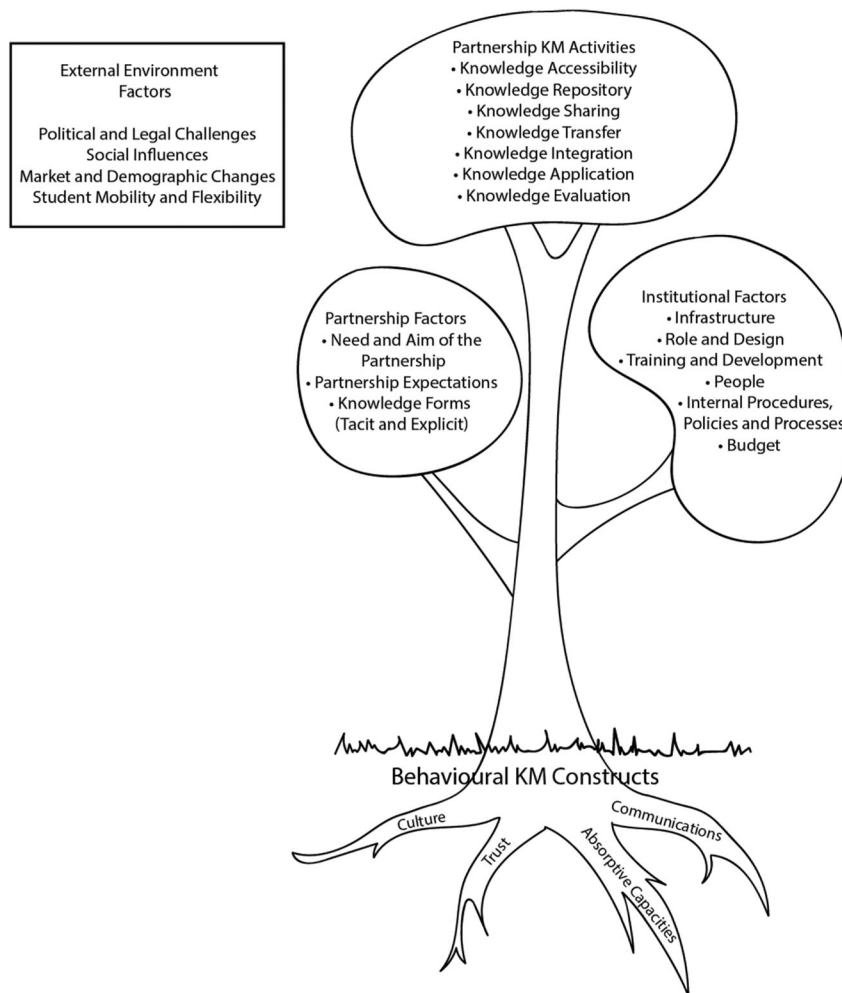 External Environment
Factors
Political and Legal Challenges
Social Influences
Market and Demographic Changes
Student Mobility and Flexibility
Partnership KM Activities
• Knowledge Accessibility
• Knowledge Repository
• Knowledge Sharing
• Knowledge Transfer
• Knowledge Integration
• Knowledge Application
• Knowledge Evaluation
Partnership Factors
• Need and Aim of the
Partnership
• Partnership Expectations
• Knowledge Forms
(Tacit and Explicit)
Institutional Factors
• Infrastructure
• Role and Design
• Training and Development
• People
• Internal Procedures,
Policies and Processes
• Budget
Behavioural KM Constructs
Culture
Trust
Absorptive Capacities
Communications